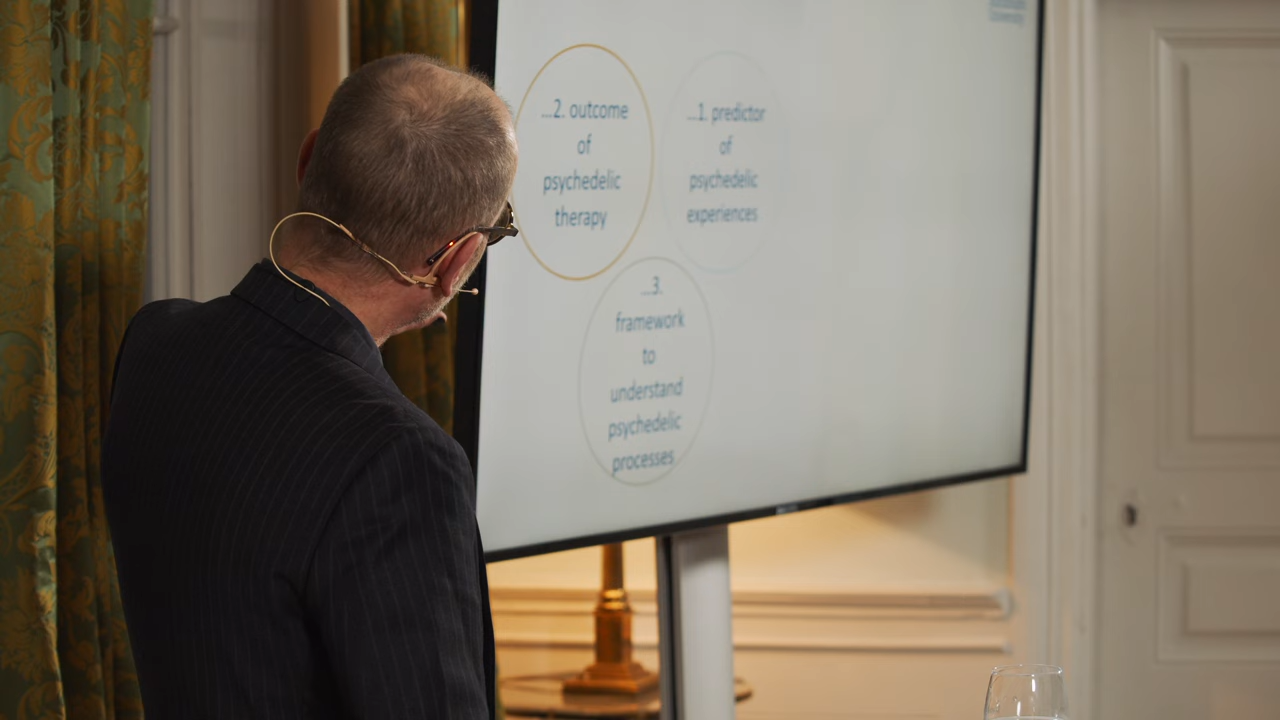 ...2. outcome
of
psychedelic
therapy
...1. predictor
of
psychedelic
experiences
...3.
framework
to
understand
psychedelic
processes